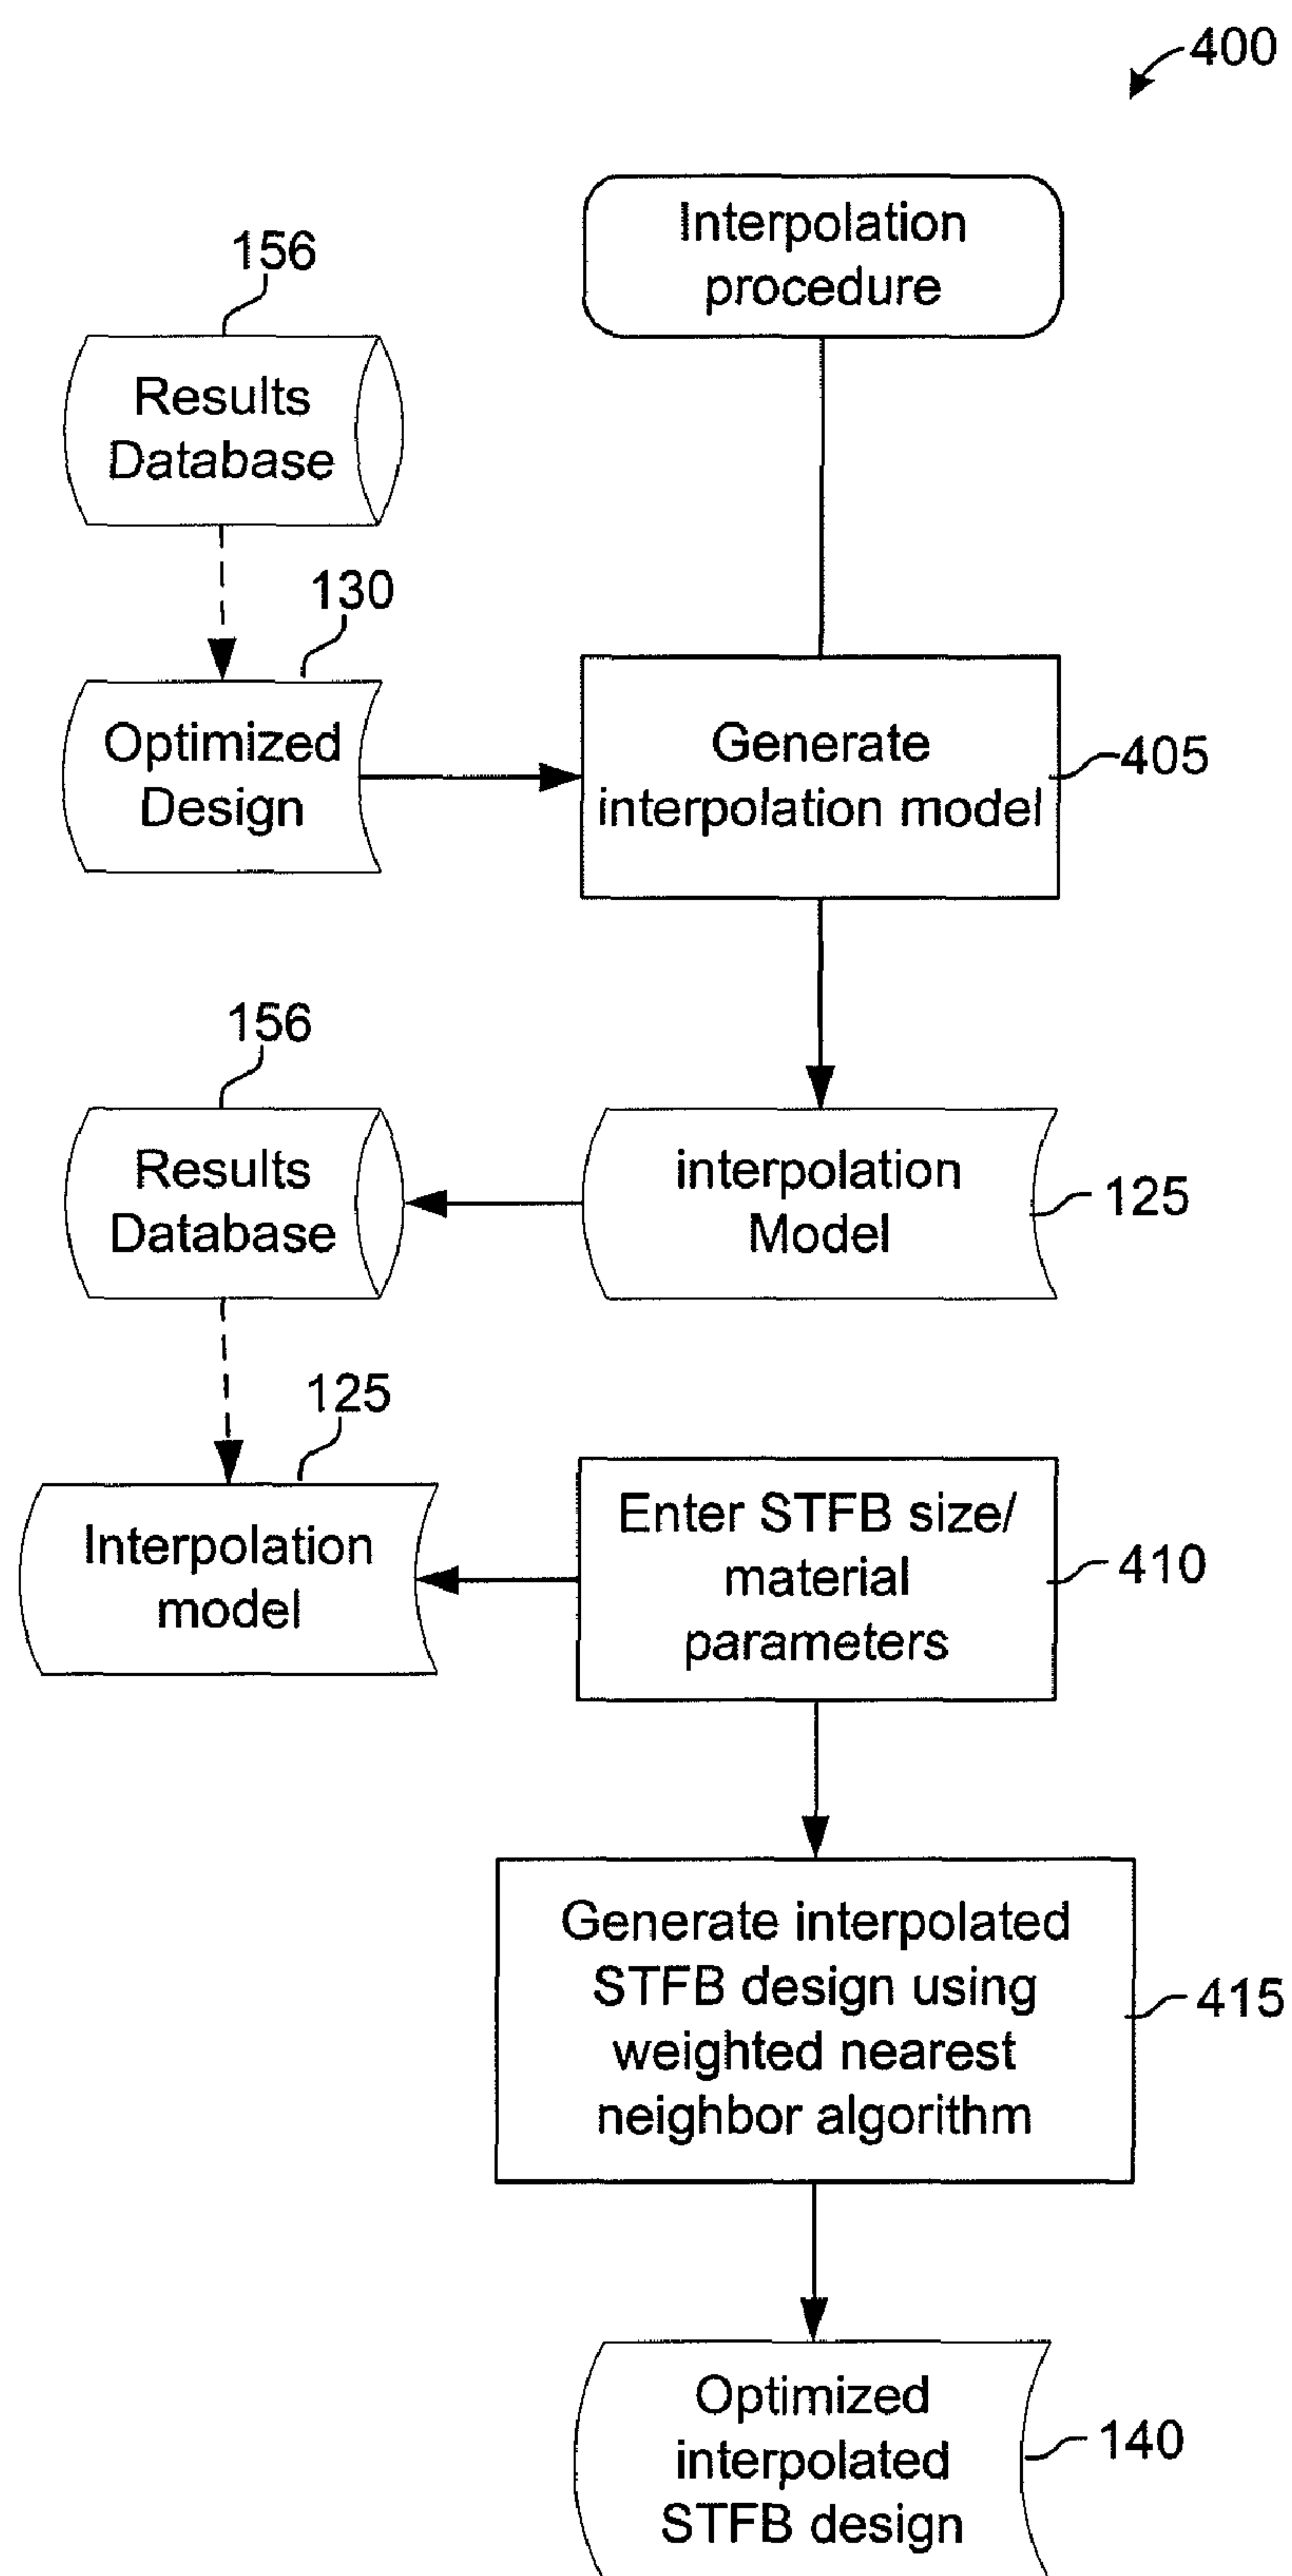 400
Interpolation
procedure
156
Results
Database
130
Optimized
Design
Generate
interpolation model
405
156
Results
Database
interpolation
Model
125
125
Interpolation
model
Enter STFB size/
material
parameters
410
Generate interpolated
STFB design using
weighted nearest
neighbor algorithm
415
Optimized
interpolated
STFB design
140